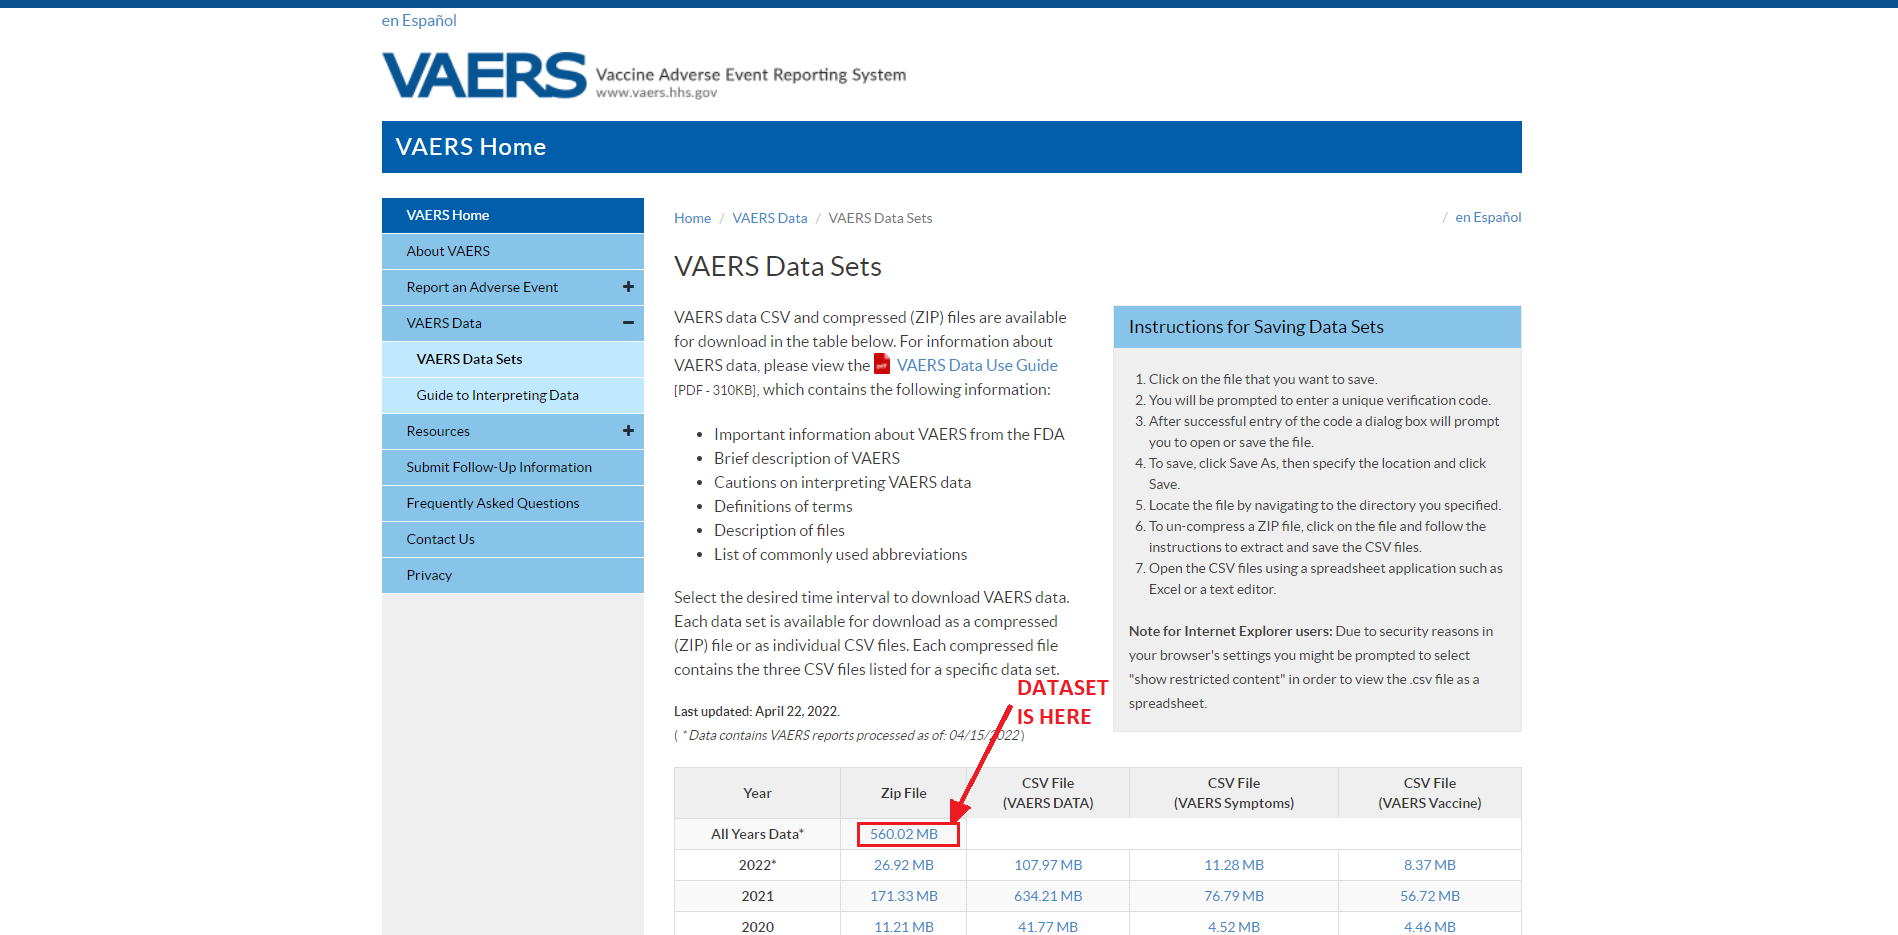 en Español
VAERS Vaccine Adverse Event Reporting System
www.vaers.hhs.gov
VAERS Home
VAERS Home
About VAERS
Report an Adverse Event +
VAERS Data −
VAERS Data Sets
Guide to Interpreting Data
Resources +
Submit Follow-Up Information
Frequently Asked Questions
Contact Us
Privacy
Home / VAERS Data / VAERS Data Sets
/ en Español
VAERS Data Sets
VAERS data CSV and compressed (ZIP) files are available
for download in the table below. For information about
VAERS data, please view the VAERS Data Use Guide
[PDF - 310KB], which contains the following information:
• Important information about VAERS from the FDA
• Brief description of VAERS
• Cautions on interpreting VAERS data
• Definitions of terms
• Description of files
• List of commonly used abbreviations
Select the desired time interval to download VAERS data.
Each data set is available for download as a compressed
(ZIP) file or as individual CSV files. Each compressed file
contains the three CSV files listed for a specific data set.
Last updated: April 22, 2022.
( * Data contains VAERS reports processed as of: 04/15/2022 )
DATASET
IS HERE
Instructions for Saving Data Sets
1. Click on the file that you want to save.
2. You will be prompted to enter a unique verification code.
3. After successful entry of the code a dialog box will prompt
you to open or save the file.
4. To save, click Save As, then specify the location and click
Save.
5. Locate the file by navigating to the directory you specified.
6. To un-compress a ZIP file, click on the file and follow the
instructions to extract and save the CSV files.
7. Open the CSV files using a spreadsheet application such as
Excel or a text editor.
Note for Internet Explorer users: Due to security reasons in
your browser's settings you might be prompted to select
"show restricted content" in order to view the .csv file as a
spreadsheet.
Year Zip File CSV File (VAERS DATA) CSV File (VAERS Symptoms) CSV File (VAERS Vaccine)
All Years Data* 560.02 MB
2022* 26.92 MB 107.97 MB 11.28 MB 8.37 MB
2021 171.33 MB 634.21 MB 76.79 MB 56.72 MB
2020 11.21 MB 41.77 MB 4.52 MB 4.46 MB